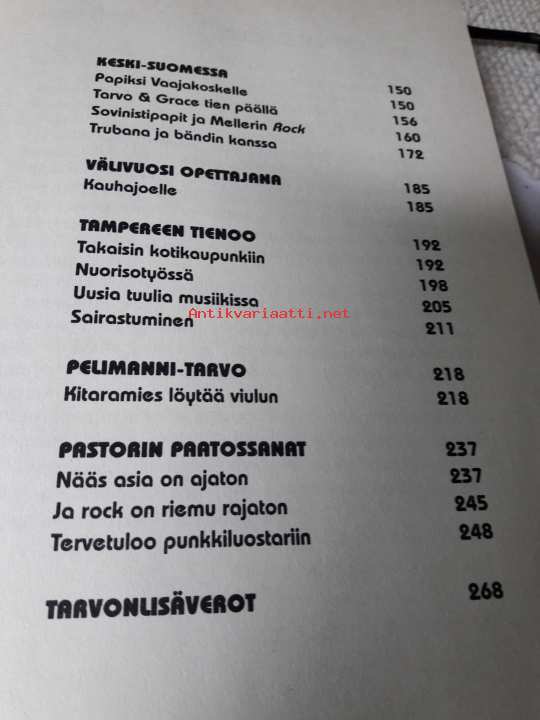 KESKI-SUOMESSA 150
Papiksi Vaajakoskelle 150
Tarvo & Grace tien päällä 156
Sovinistipapit ja Mellerin Rock 160
Trubana ja bändin kanssa 172
VÄLIVUOSI OPETTAJANA 185
Kauhajoelle 185
TAMPEREEN TIENOO 192
Takaisin kotikaupunkiin 192
Nuorisotyössä 198
Uusia tuulia musiikissa 205
Antikvariaatti.net
Sairastuminen 211
PELIMANNI-TARVO 218
Kitaramies löytää viulun 218
PASTORIN PAATOSSANAT 237
Nääs asia on ajaton 237
Ja rock on riemu rajaton 245
Tervetuloo punkkiluostariin 248
TARVONLISÄVEROT 268